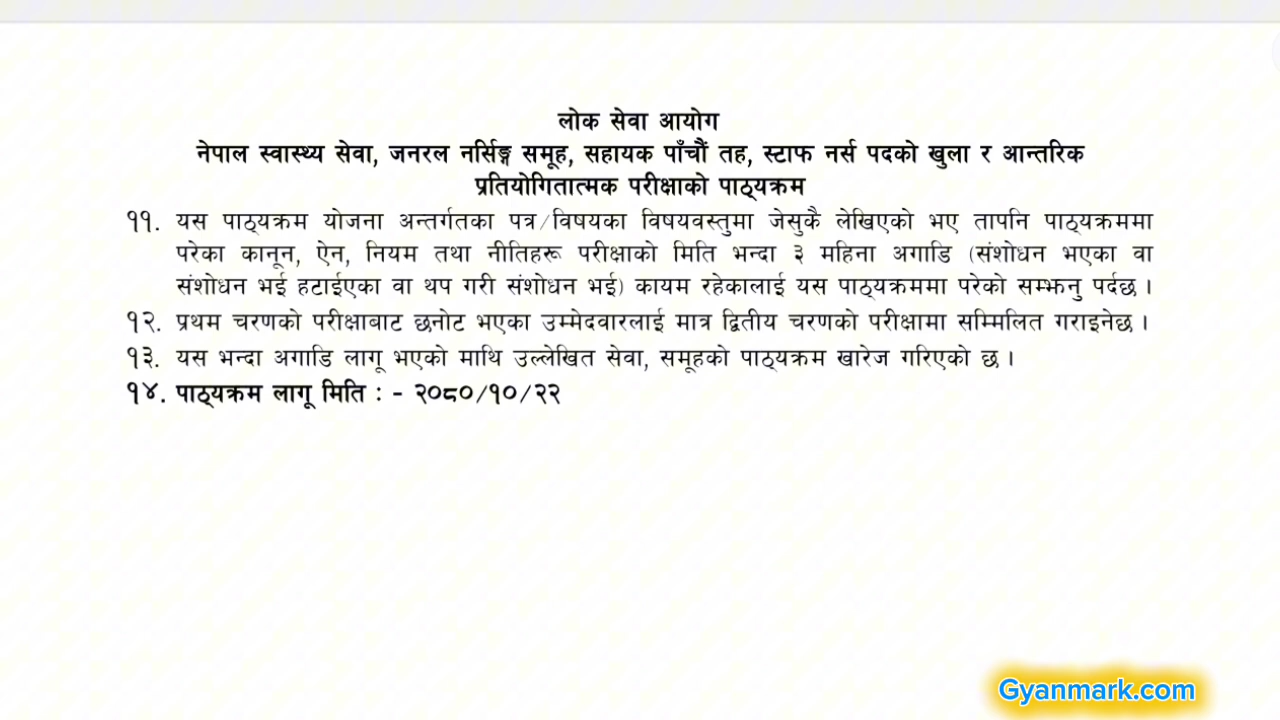 लोक सेवा आयोग
नेपाल स्वास्थ्य सेवा, जनरल नर्सिङ्ग समूह, सहायक पाँचौं तह, स्टाफ नर्स पदको खुला र आन्तरिक
प्रतियोगितात्मक परीक्षाको पाठ्यक्रम
११. यस पाठ्यक्रम योजना अन्तर्गतका पत्र/विषयका विषयवस्तुमा जेसुकै लेखिएको भए तापनि पाठ्यक्रममा
परेका कानून, ऐन, नियम तथा नीतिहरू परीक्षाको मिति भन्दा ३ महिना अगाडि (संशोधन भएका वा
संशोधन भई हटाईएका वा थप गरी संशोधन भई) कायम रहेकालाई यस पाठ्यक्रममा परेको सम्झनु पर्दछ ।
१२. प्रथम चरणको परीक्षाबाट छनोट भएका उम्मेदवारलाई मात्र द्वितीय चरणको परीक्षामा सम्मिलित गराइनेछ ।
१३. यस भन्दा अगाडि लागू भएको माथि उल्लेखित सेवा, समूहको पाठ्यक्रम खारेज गरिएको छ ।
१४. पाठ्यक्रम लागू मिति : - २०८०/१०/२२
Gyanmark.com